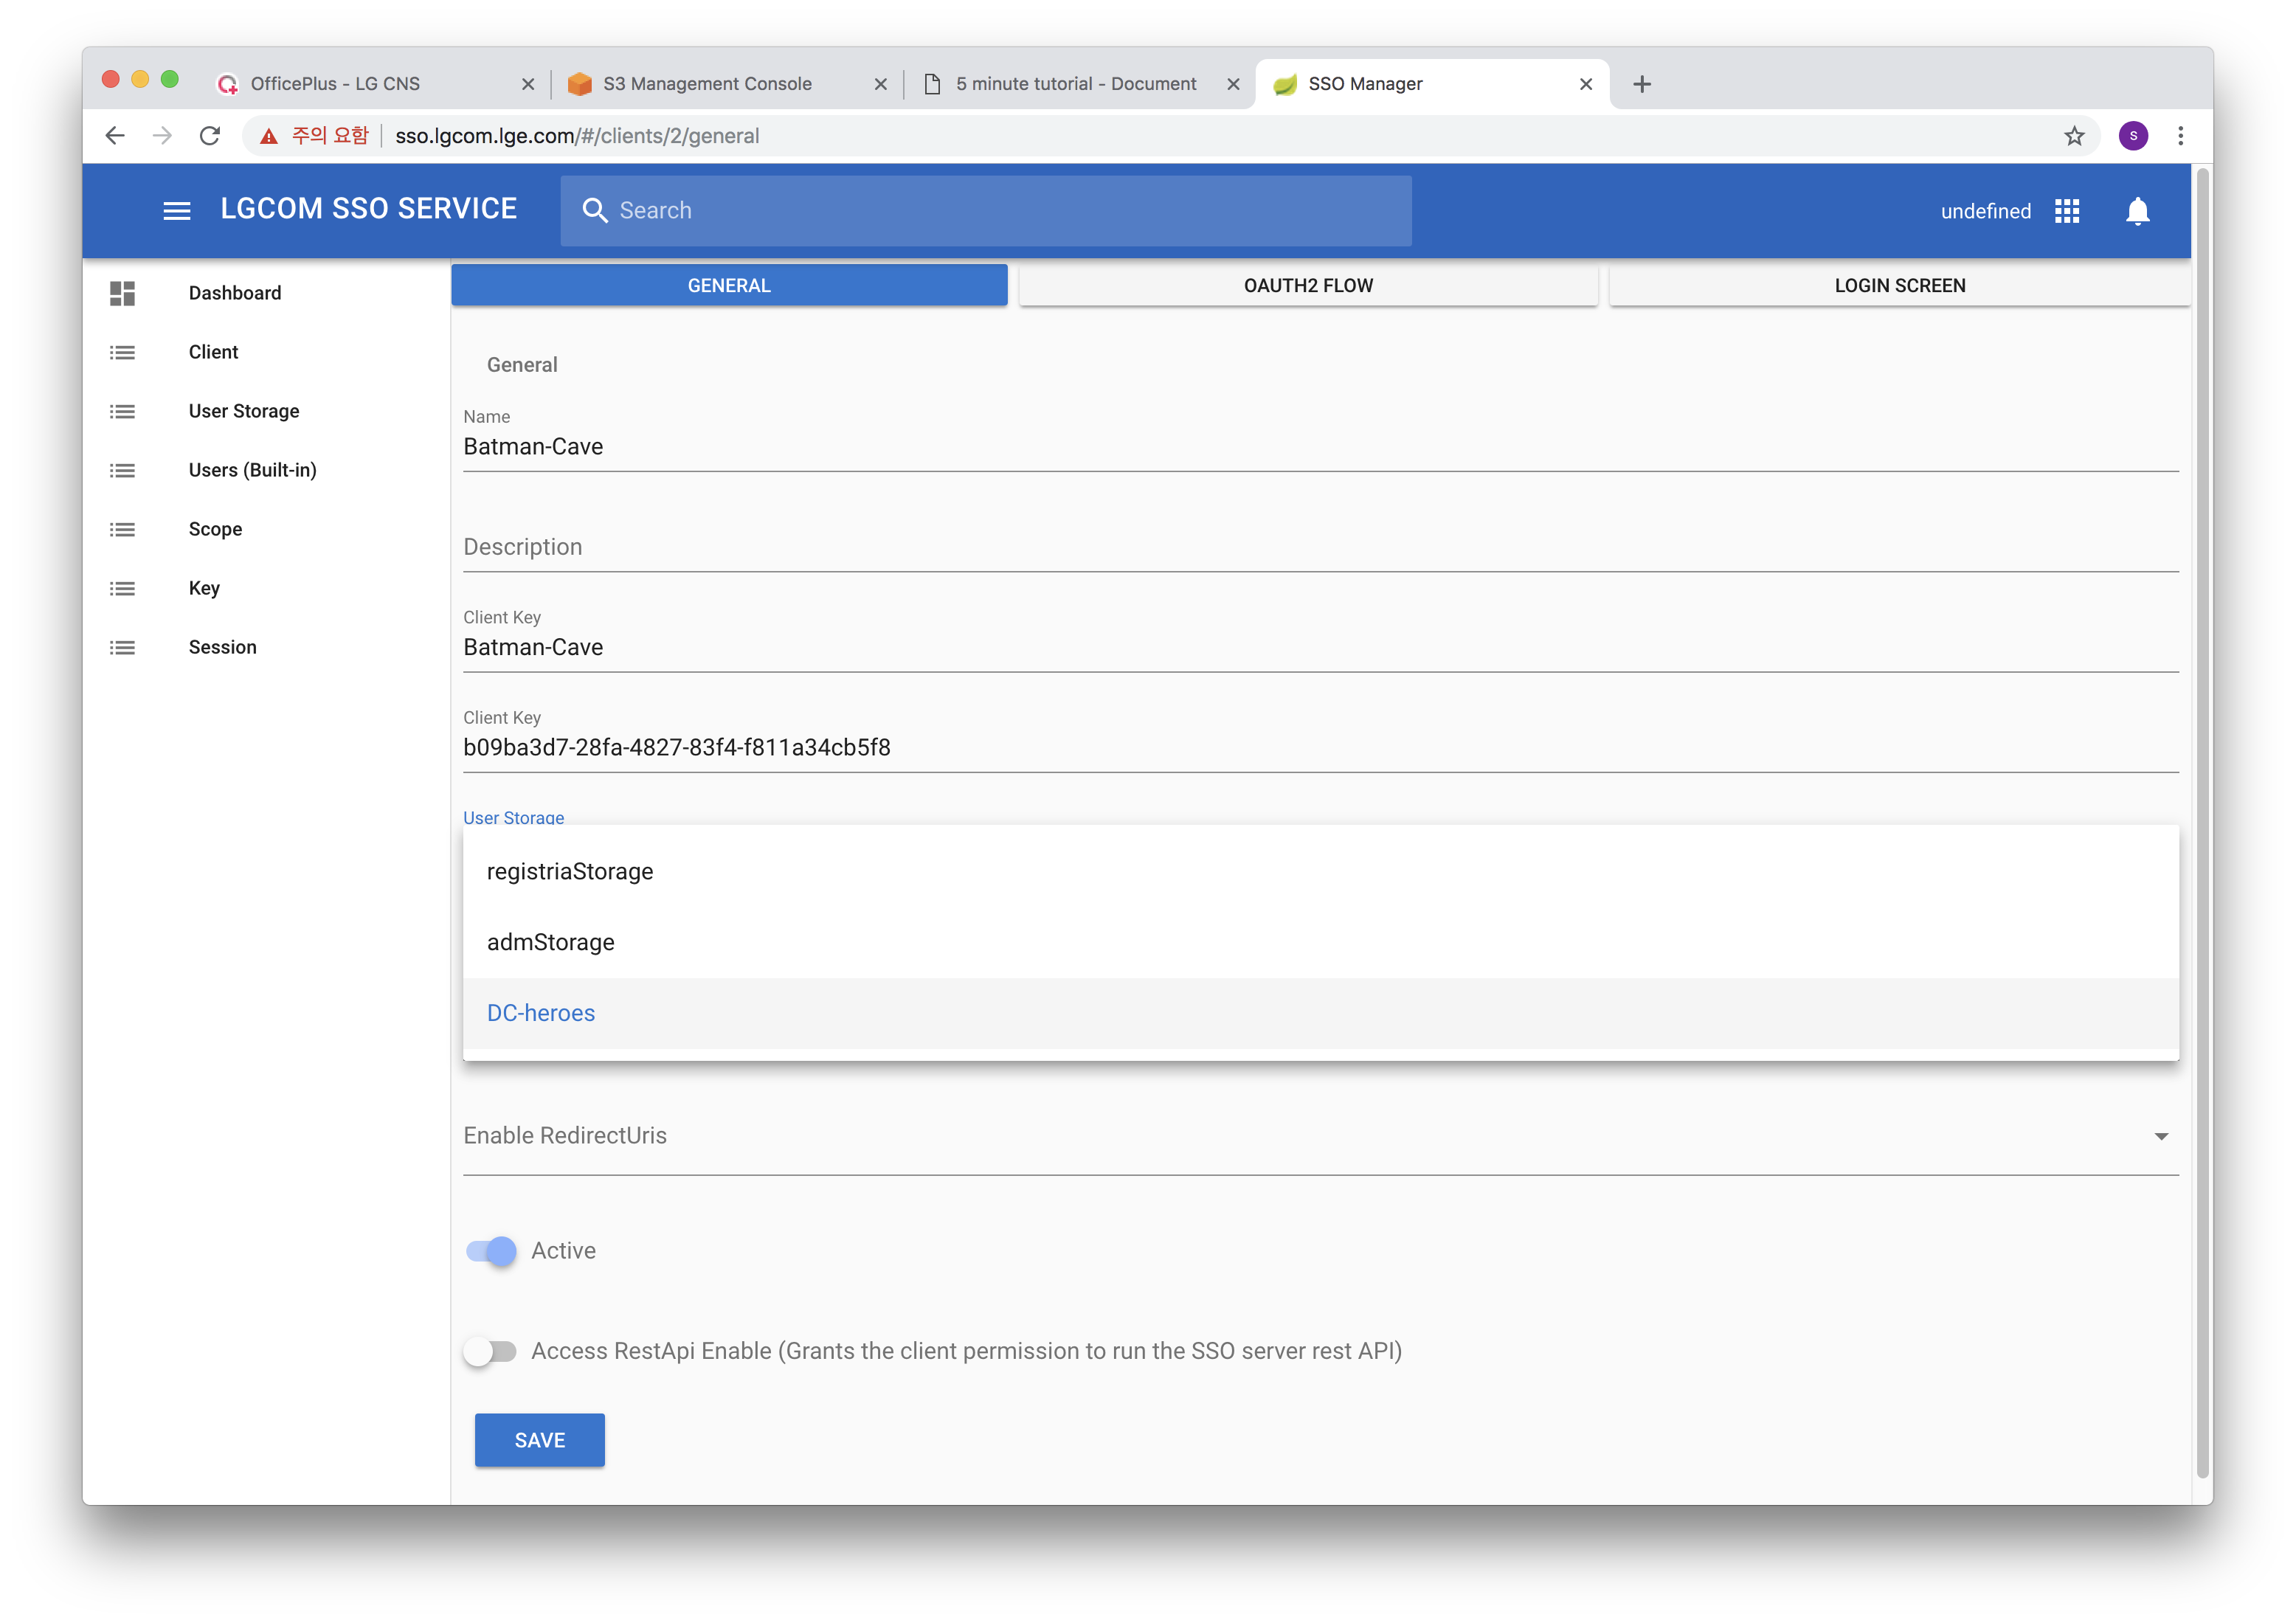 OfficePlus - LG CNS
S3 Management Console
5 minute tutorial - Document
SSO Manager
주의 요함
sso.lgcom.lge.com/#/clients/2/general
S
LGCOM SSO SERVICE
Search
undefined
Dashboard
Client
User Storage
Users (Built-in)
Scope
Key
Session
GENERAL
OAUTH2 FLOW
LOGIN SCREEN
General
Name
Batman-Cave
Description
Client Key
Batman-Cave
Client Key
b09ba3d7-28fa-4827-83f4-f811a34cb5f8
User Storage
registriaStorage
admStorage
DC-heroes
Enable RedirectUris
Active
Access RestApi Enable (Grants the client permission to run the SSO server rest API)
SAVE